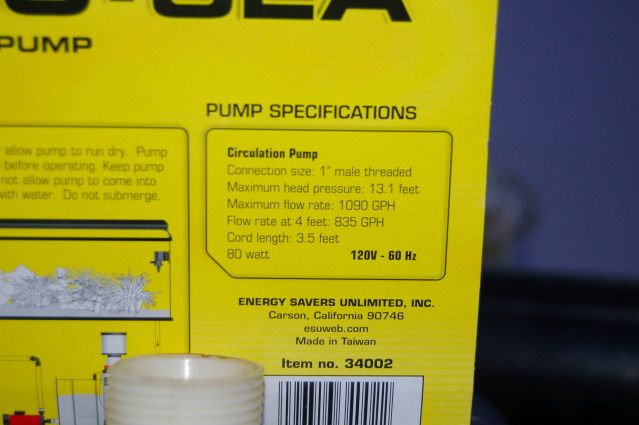 PUMP
PUMP SPECIFICATIONS
allow pump to run dry. Pump
before operating. Keep pump
not allow pump to come into
with water. Do not submerge.
Circulation Pump
Connection size: 1" male threaded
Maximum head pressure: 13.1 feet
Maximum flow rate: 1090 GPH
Flow rate at 4 feet: 835 GPH
Cord length: 3.5 feet
80 watt 120V - 60 Hz
ENERGY SAVERS UNLIMITED, INC.
Carson, California 90746
esuweb.com
Made in Taiwan
Item no. 34002